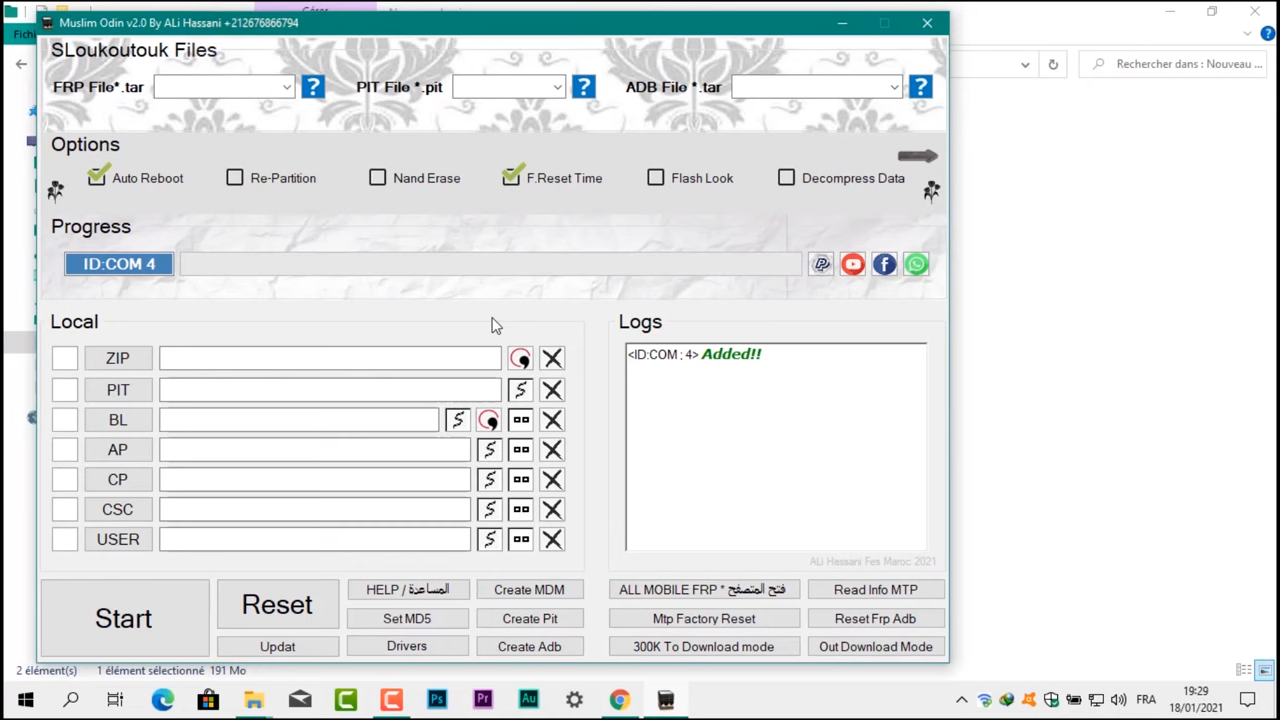 Muslim Odin v2.0 By ALi Hassani +212676866794
SLoukoutouk Files
FRP File*.tar
?
PIT File *.pit
?
ADB File *.tar
?
Options
Auto Reboot
Re-Partition
Nand Erase
F.Reset Time
Flash Look
Decompress Data
Progress
ID:COM 4
Local
Logs
ZIP
PIT
BL
AP
CP
CSC
USER
<ID:COM ; 4> Added!!
ALi Hassani Fes Maroc 2021
Start
Reset
Updat
HELP / المساعدة
Set MD5
Drivers
Create MDM
Create Pit
Create Adb
ALL MOBILE FRP * فتح المتصفح
Mtp Factory Reset
300K To Download mode
Read Info MTP
Reset Frp Adb
Out Download Mode
Fichi
Rechercher dans : Nouveau ...
2 élément(s) 1 élément sélectionné 191 Mo
Ps
Pr
Au
FRA
19:29
18/01/2021